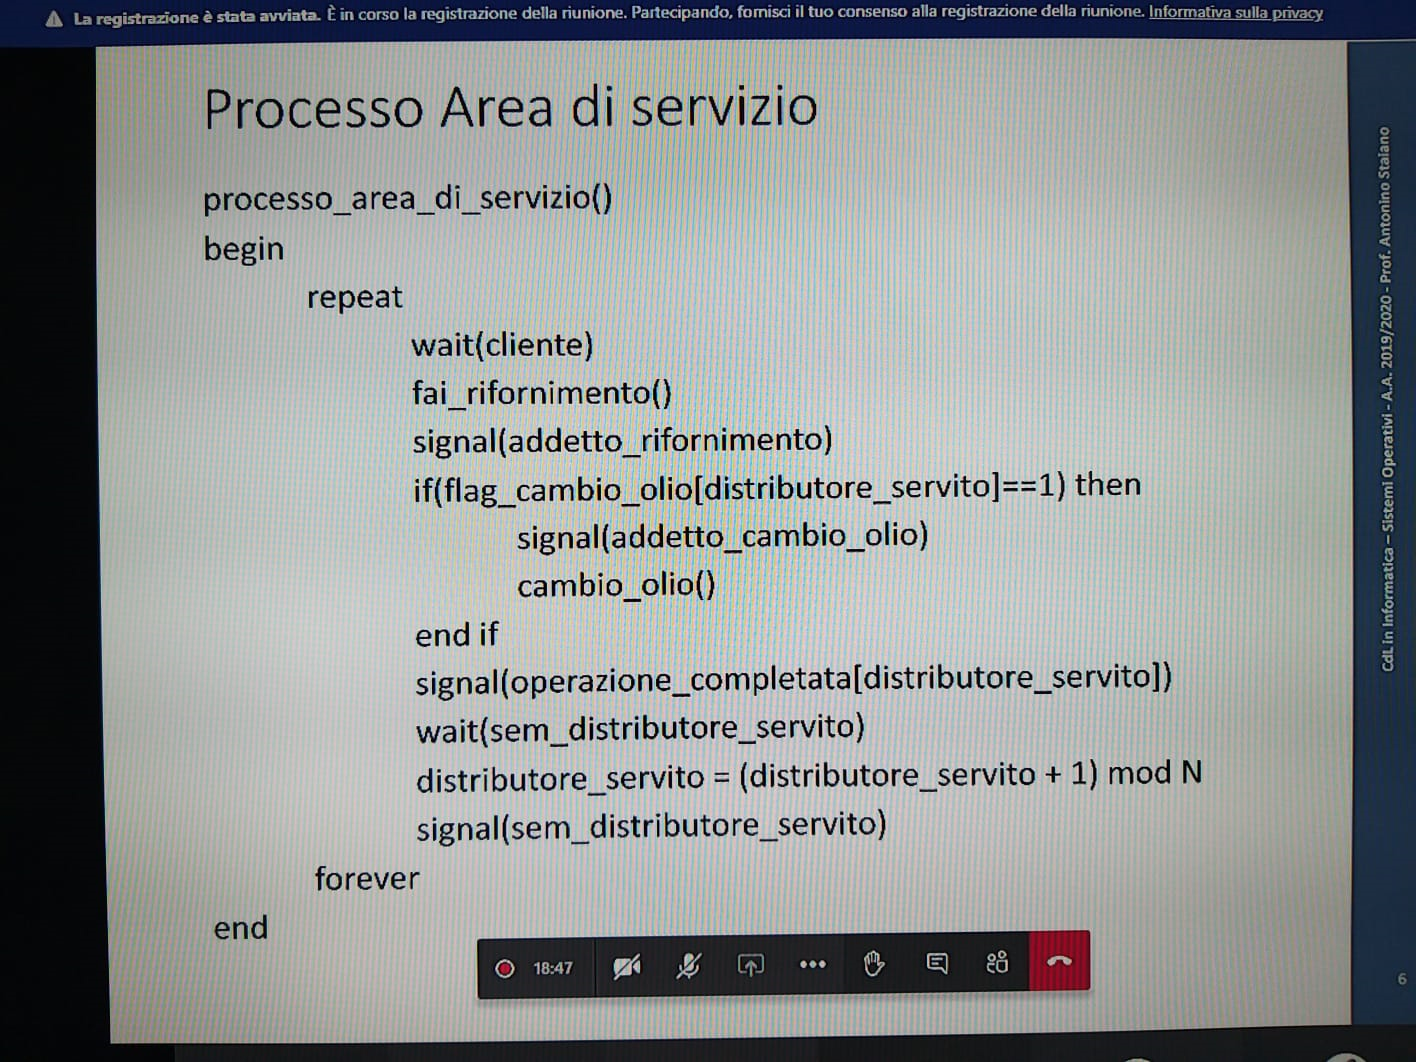 La registrazione è stata avviata. È in corso la registrazione della riunione. Partecipando, fornisci il tuo consenso alla registrazione della riunione. Informativa sulla privacy
Processo Area di servizio
processo_area_di_servizio()
begin
repeat
wait(cliente)
fai_rifornimento()
signal(addetto_rifornimento)
if(flag_cambio_olio[distributore_servito]==1) then
signal(addetto_cambio_olio)
cambio_olio()
end if
signal(operazione_completata[distributore_servito])
wait(sem_distributore_servito)
distributore_servito = (distributore_servito + 1) mod N
signal(sem_distributore_servito)
forever
end
18:47
CdL in Informatica – Sistemi Operativi - A.A. 2019/2020 - Prof. Antonino Staiano
6